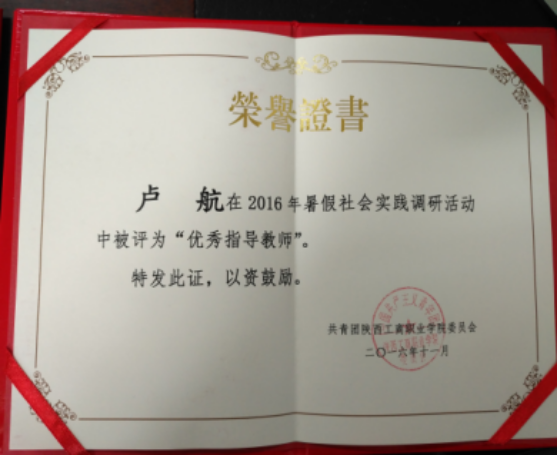 榮譽證書
卢 航在2016年暑假社会实践调研活动
中被评为“优秀指导教师”。
特发此证,以资鼓励。
共青团陕西工商职业学院委员会
二〇一六年十一月